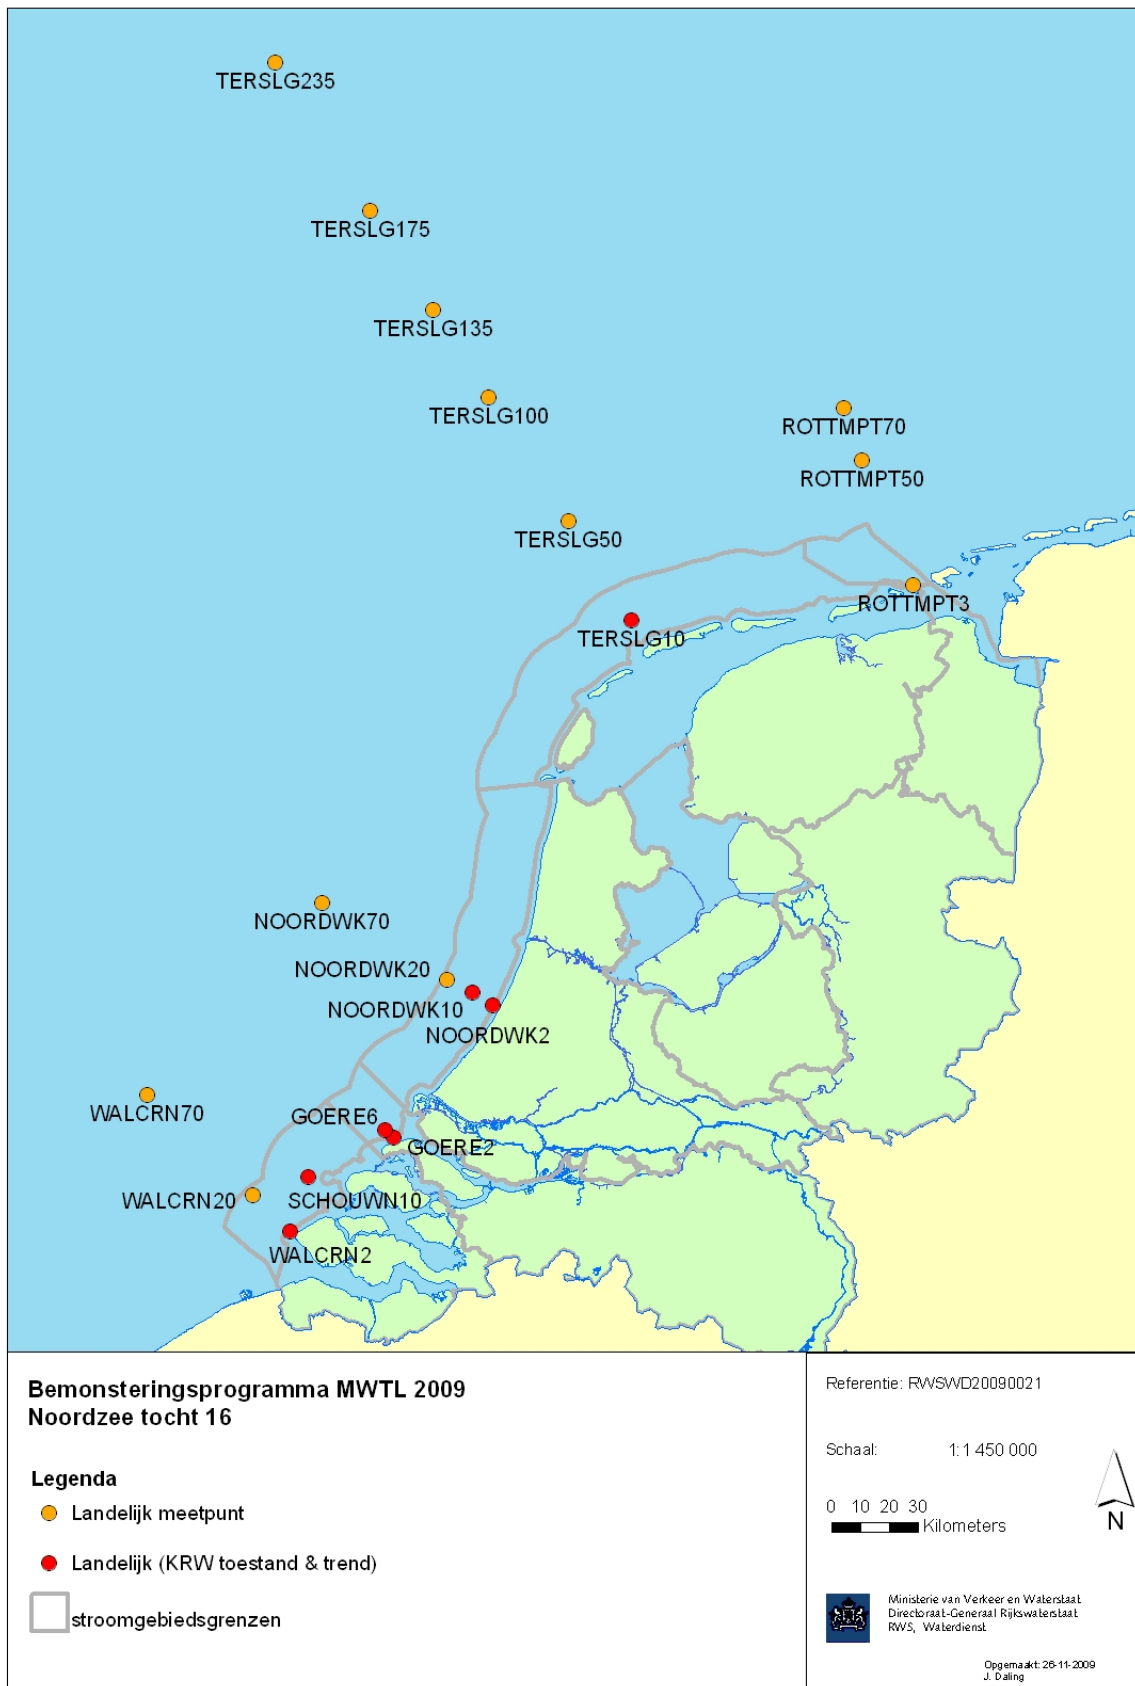 TERSLG235
TERSLG175
TERSLG135
TERSLG100
ROTTMPT70
ROTTMPT50
TERSLG50
ROTTMPT3
TERSLG10
NOORDWK70
NOORDWK20
NOORDWK10
NOORDWK2
WALCRN70
GOERE6
GOERE2
WALCRN20
SCHOUWN10
WALCRN2
Bemonsteringsprogramma MWTL 2009
Noordzee tocht 16
Legenda
Landelijk meetpunt
Landelijk (KRW toestand & trend)
stroomgebiedsgrenzen
Referentie: RWSWD20090021
Schaal: 1:1 450 000
0 10 20 30
Kilometers
N
Ministerie van Verkeer en Waterstaat
Directoraat-Generaal Rijkswaterstaat
RWS, Waterdienst
Opgemaakt: 26-11-2009
J. Daling